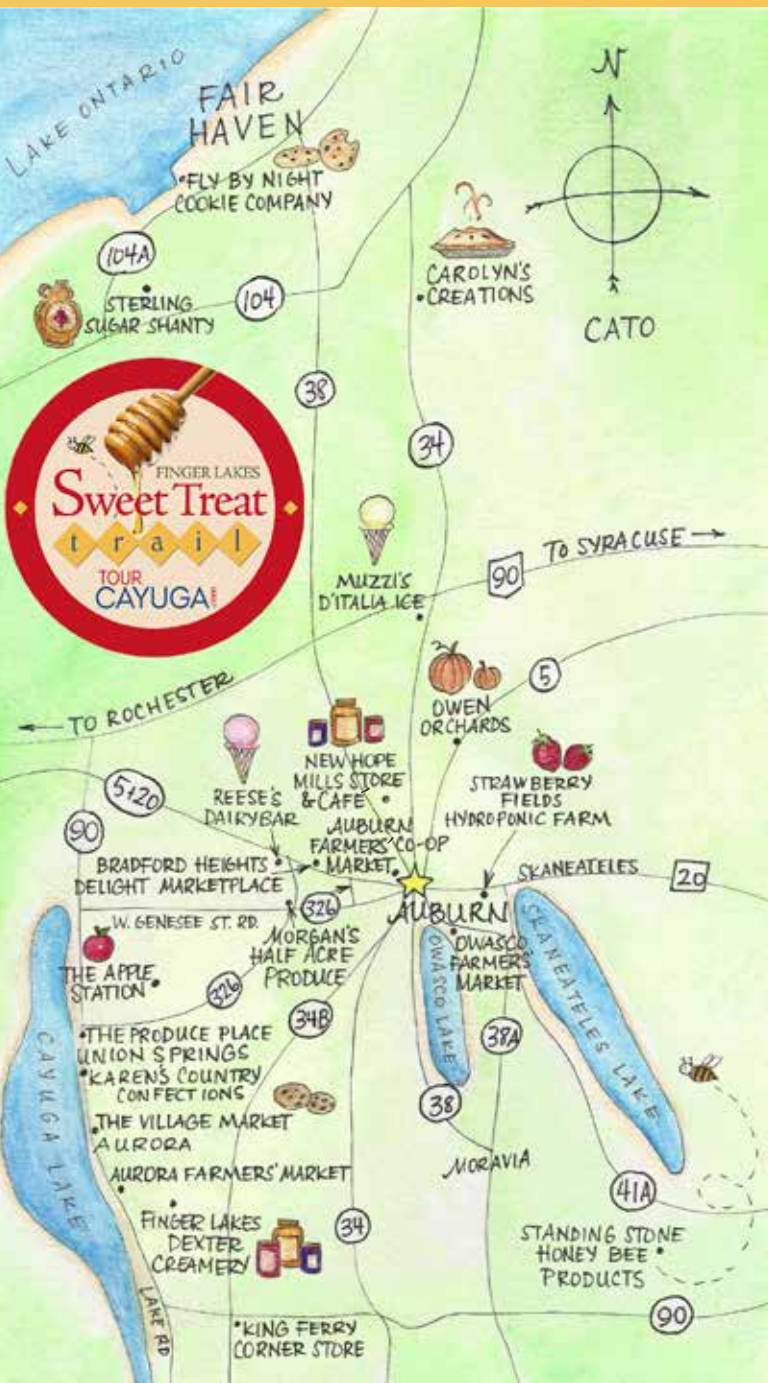 LAKE ONTARIO
FAIR
HAVEN
•FLY BY NIGHT
COOKIE COMPANY
N
104A
STERLING
SUGAR SHANTY
104
CAROLYN'S
•CREATIONS
CATO
38
34
FINGER LAKES
Sweet Treat
trail
TOUR
CAYUGA
MUZZI'S
D'ITALIA ICE
90
TO SYRACUSE →
← TO ROCHESTER
OWEN
ORCHARDS
5
5+20
90
REESE'S
DAIRY BAR
NEW HOPE
MILLS STORE
& CAFÉ
AUBURN
FARMERS' CO-OP
MARKET
STRAWBERRY
FIELDS
HYDROPONIC FARM
BRADFORD HEIGHTS
DELIGHT MARKETPLACE
SKANEATELES
20
326
AUBURN
W. GENESEE ST. RD.
MORGAN'S
HALF ACRE
PRODUCE
OWASCO
FARMERS'
MARKET
THE APPLE
STATION
326
34B
OWASCO LAKE
38A
SKANEATELES LAKE
CAYUGA LAKE
•THE PRODUCE PLACE
UNION SPRINGS
•KAREN'S COUNTRY
CONFECTIONS
38
THE VILLAGE MARKET
AURORA
MORAVIA
AURORA FARMERS' MARKET
41A
FINGER LAKES
DEXTER
CREAMERY
34
STANDING STONE
HONEY BEE
PRODUCTS
LAKE RD
90
•KING FERRY
CORNER STORE